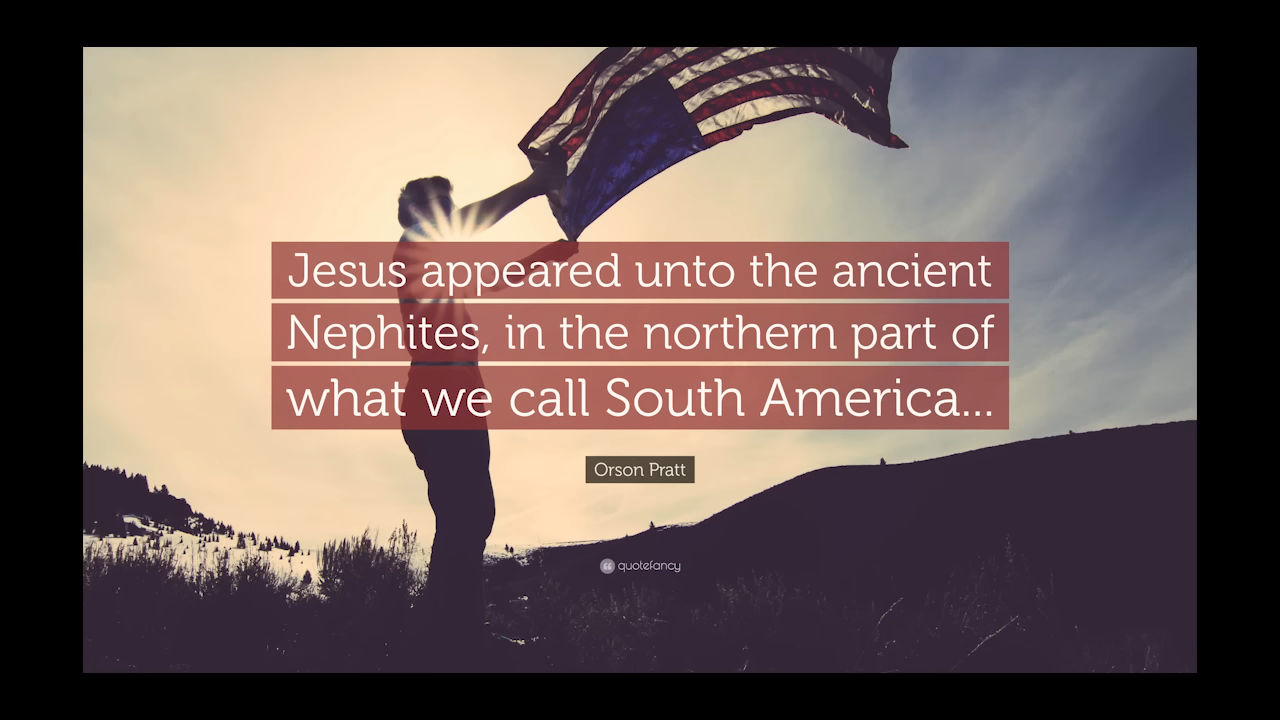 Jesus appeared unto the ancient
Nephites, in the northern part of
what we call South America...
Orson Pratt
quotefancy